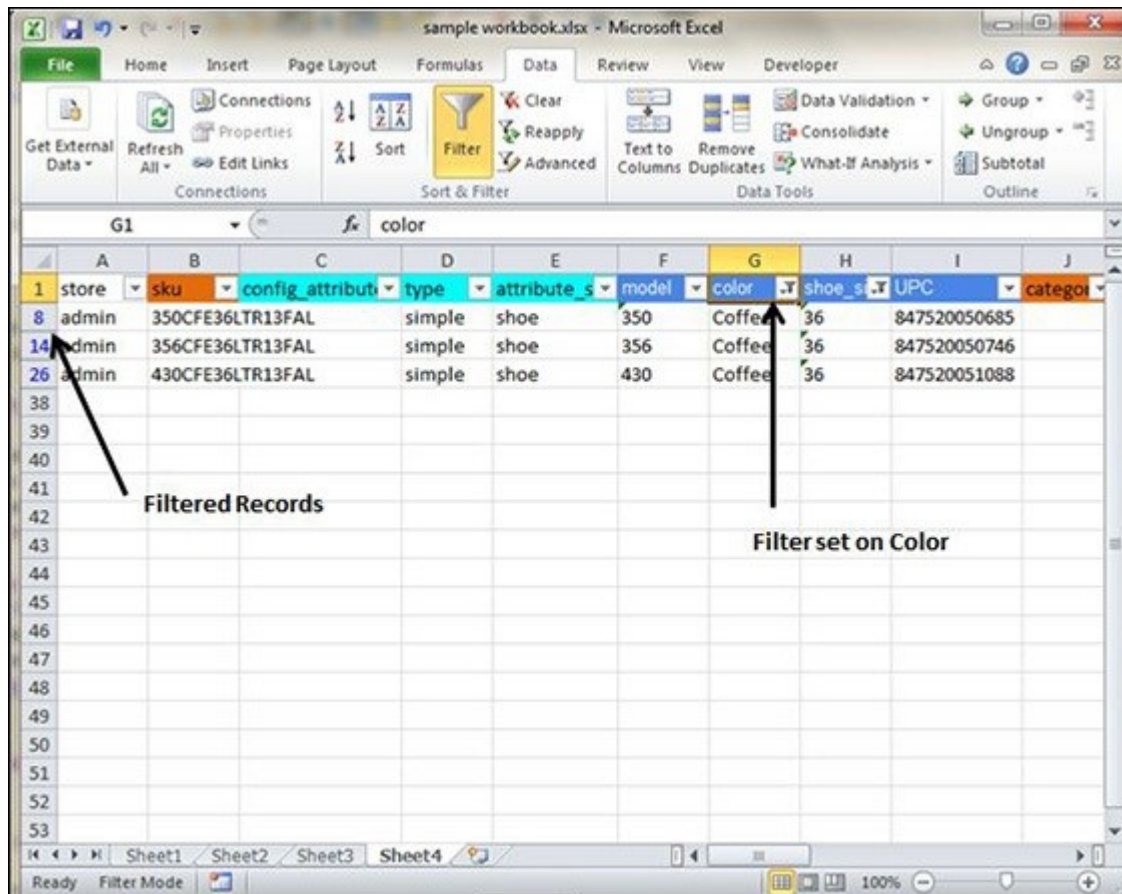 sample workbook.xlsx - Microsoft Excel
File Home Insert Page Layout Formulas Data Review View Developer
Get External Data
Refresh All
Connections
Properties
Edit Links
Connections
Sort
Filter
Clear
Reapply
Advanced
Sort & Filter
Text to Columns
Remove Duplicates
Data Validation
Consolidate
What-If Analysis
Data Tools
Group
Ungroup
Subtotal
Outline
G1 fx color
A B C D E F G H I J
1 store sku config_attribut type attribute_s model color shoe_si UPC categor
8 admin 350CFE36LTR13FAL simple shoe 350 Coffee 36 847520050685
14 admin 356CFE36LTR13FAL simple shoe 356 Coffee 36 847520050746
26 admin 430CFE36LTR13FAL simple shoe 430 Coffee 36 847520051088
38
39
40
41
Filtered Records
42
43 Filter set on Color
44
45
46
47
48
49
50
51
52
53
Sheet1 Sheet2 Sheet3 Sheet4
Ready Filter Mode 100%